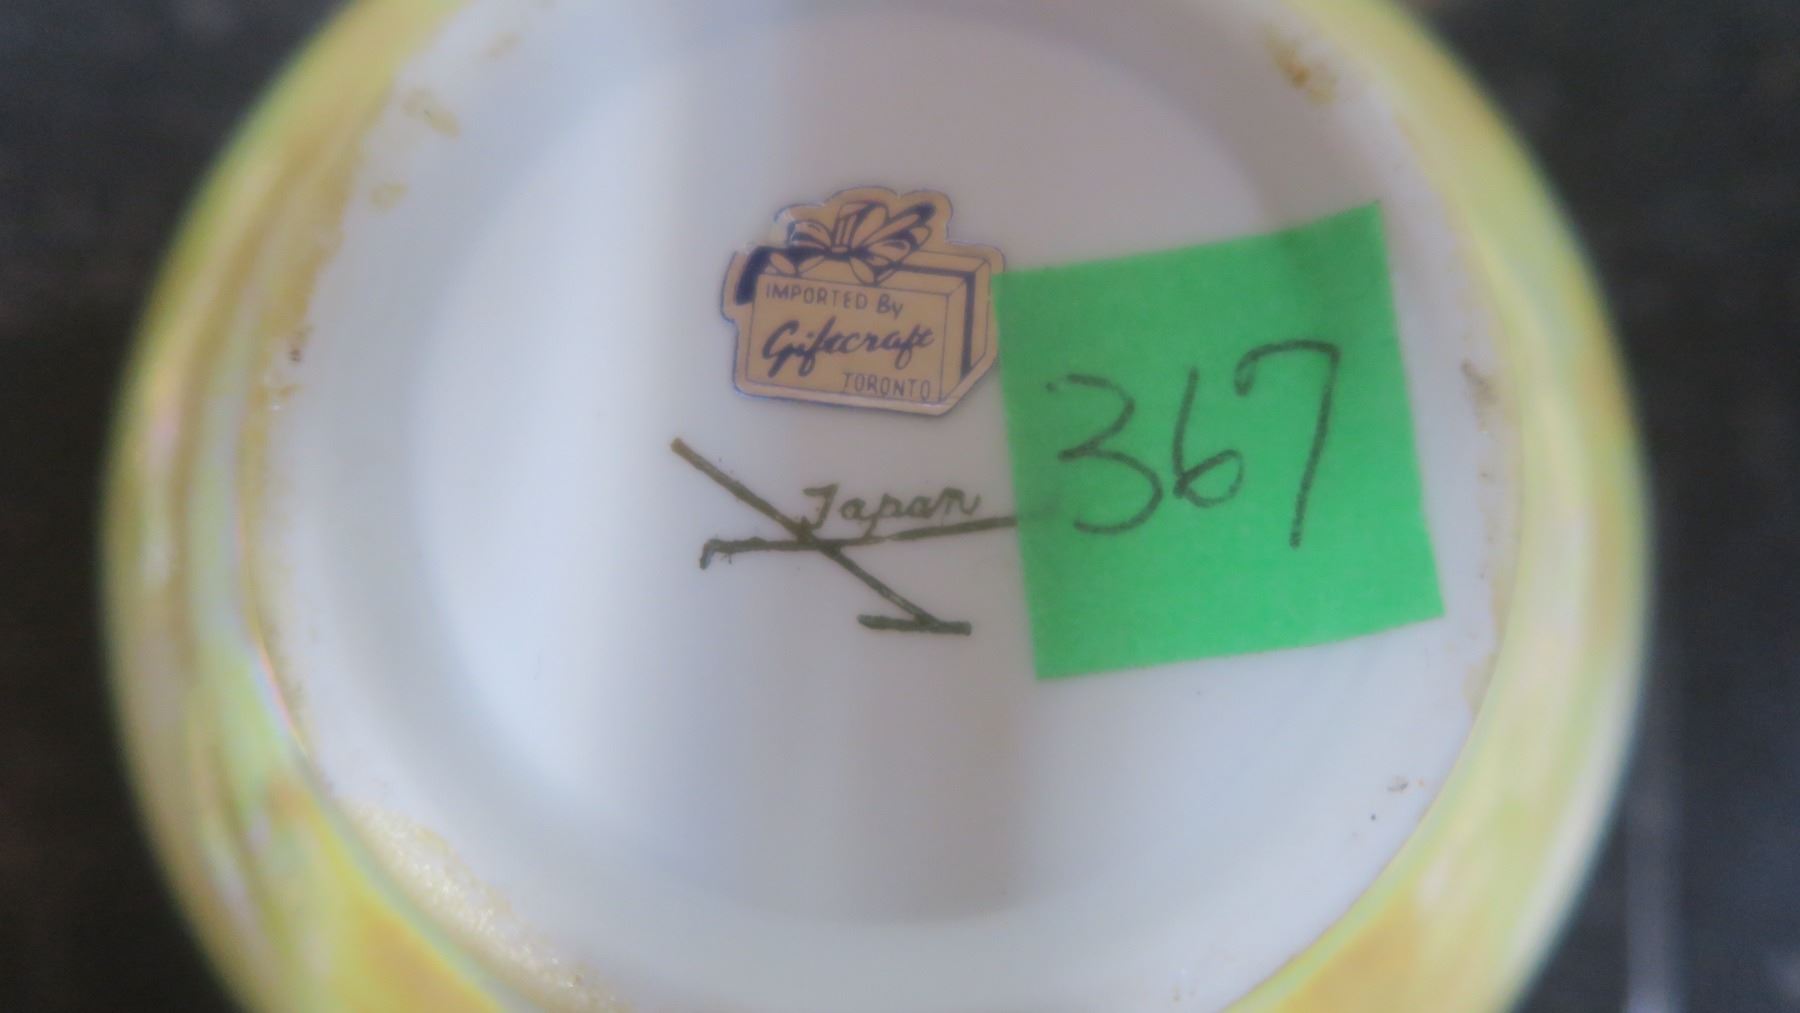 IMPORTED By
Giftcraft
TORONTO
367
Japan